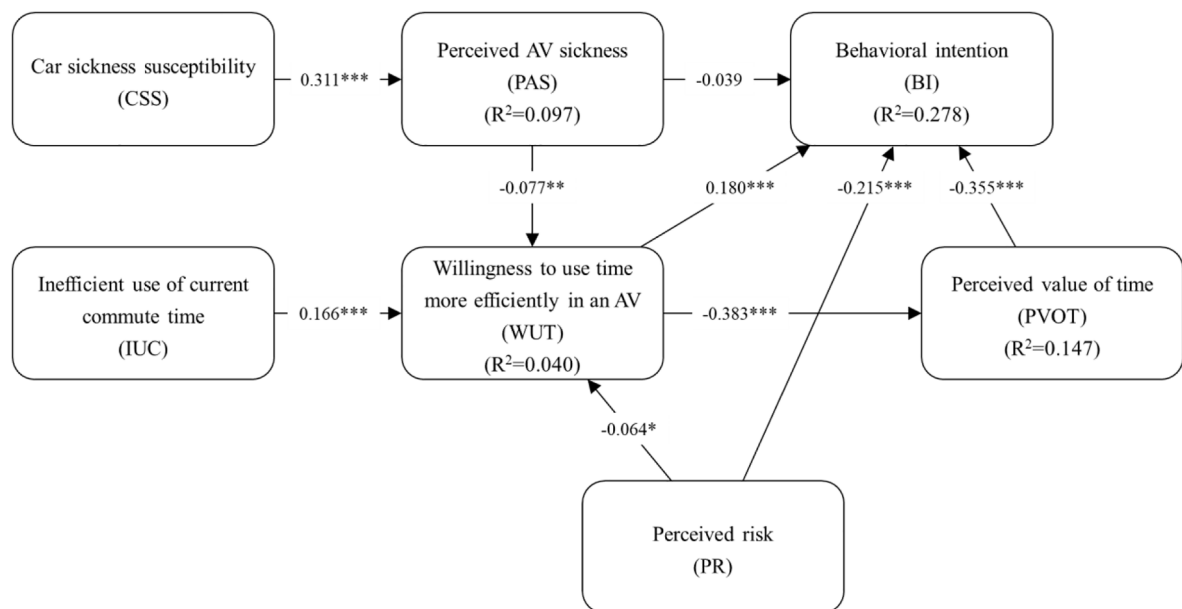 Car sickness susceptibility
(CSS)
0.311***
Perceived AV sickness
(PAS)
(R²=0.097)
-0.039
Behavioral intention
(BI)
(R²=0.278)
-0.077**
0.180***
-0.215***
-0.355***
Inefficient use of current
commute time
(IUC)
0.166***
Willingness to use time
more efficiently in an AV
(WUT)
(R²=0.040)
-0.383***
Perceived value of time
(PVOT)
(R²=0.147)
-0.064*
Perceived risk
(PR)